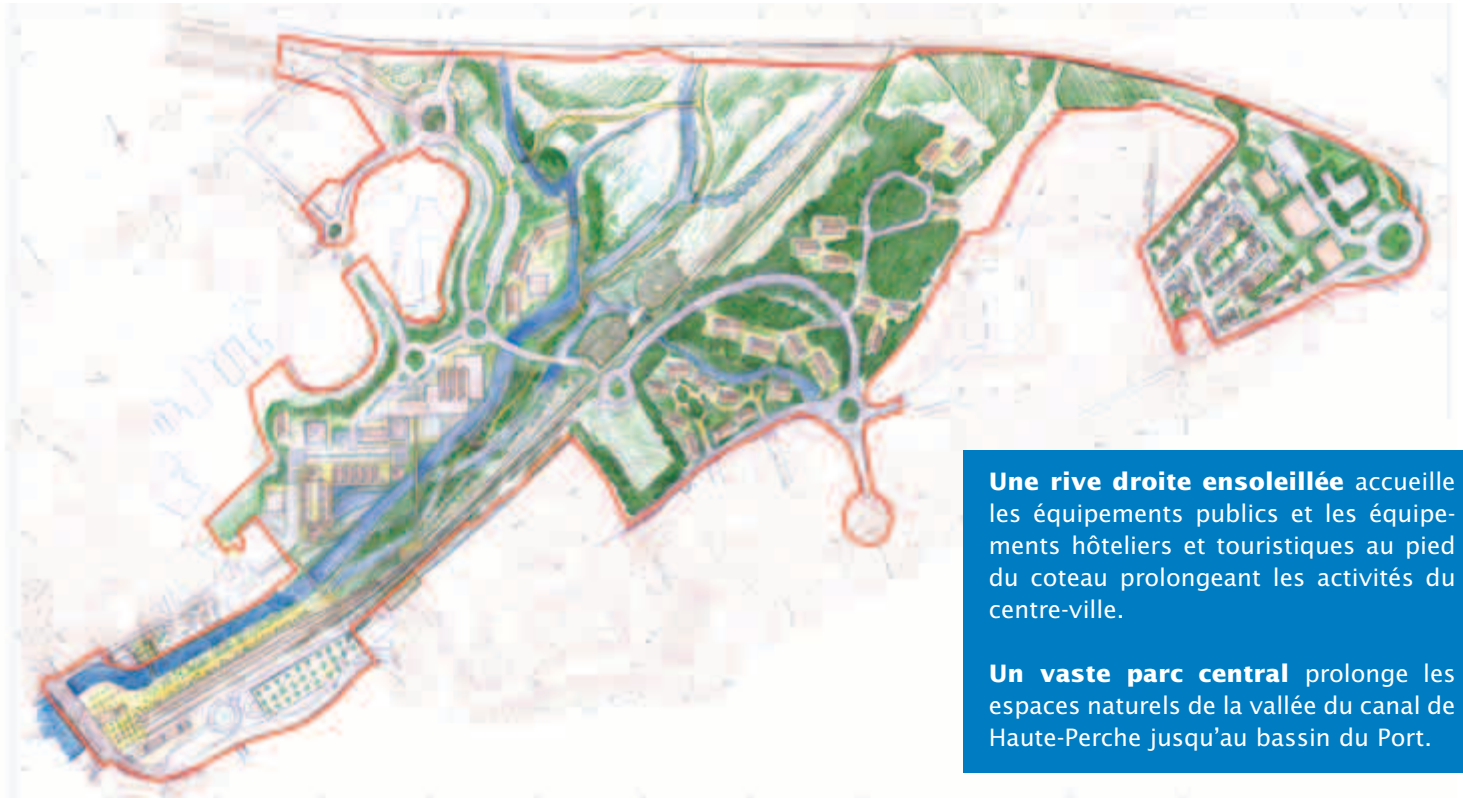 Une rive droite ensoleillée accueille
les équipements publics et les équipe-
ments hôteliers et touristiques au pied
du coteau prolongeant les activités du
centre-ville.
Un vaste parc central prolonge les
espaces naturels de la vallée du canal de
Haute-Perche jusqu'au bassin du Port.